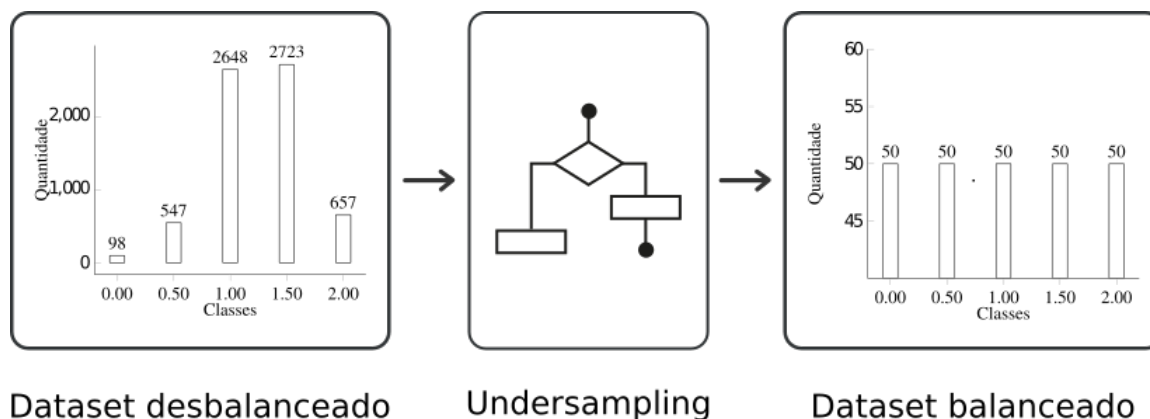 2648
2723
2,000
Quantidade
1,000
547
657
98
0
0.00 0.50 1.00 1.50 2.00
Classes
60
55
Quantidade
50
50 50 50 50 50
45
0.00 0.50 1.00 1.50 2.00
Classes
Dataset desbalanceado
Undersampling
Dataset balanceado